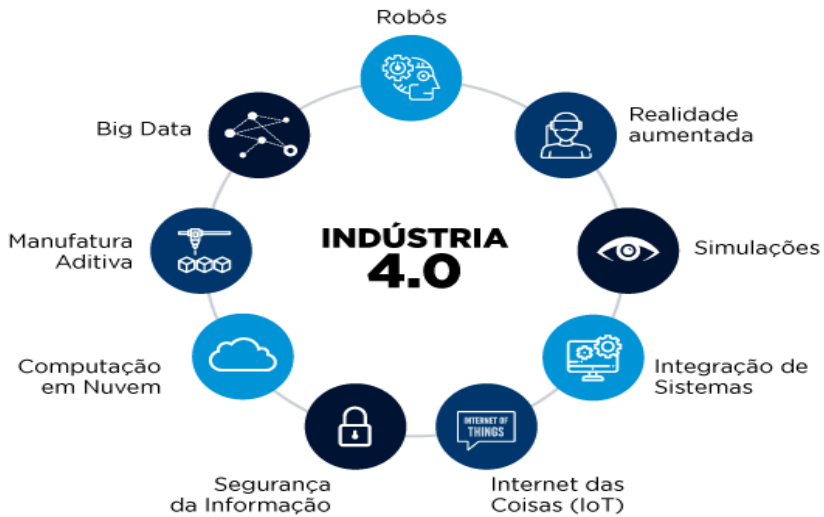 Robôs
Realidade
aumentada
Simulações
Integração de
Sistemas
INTERNET OF
THINGS
Internet das
Coisas (IoT)
Segurança
da Informação
Computação
em Nuvem
Manufatura
Aditiva
Big Data
INDÚSTRIA
4.0